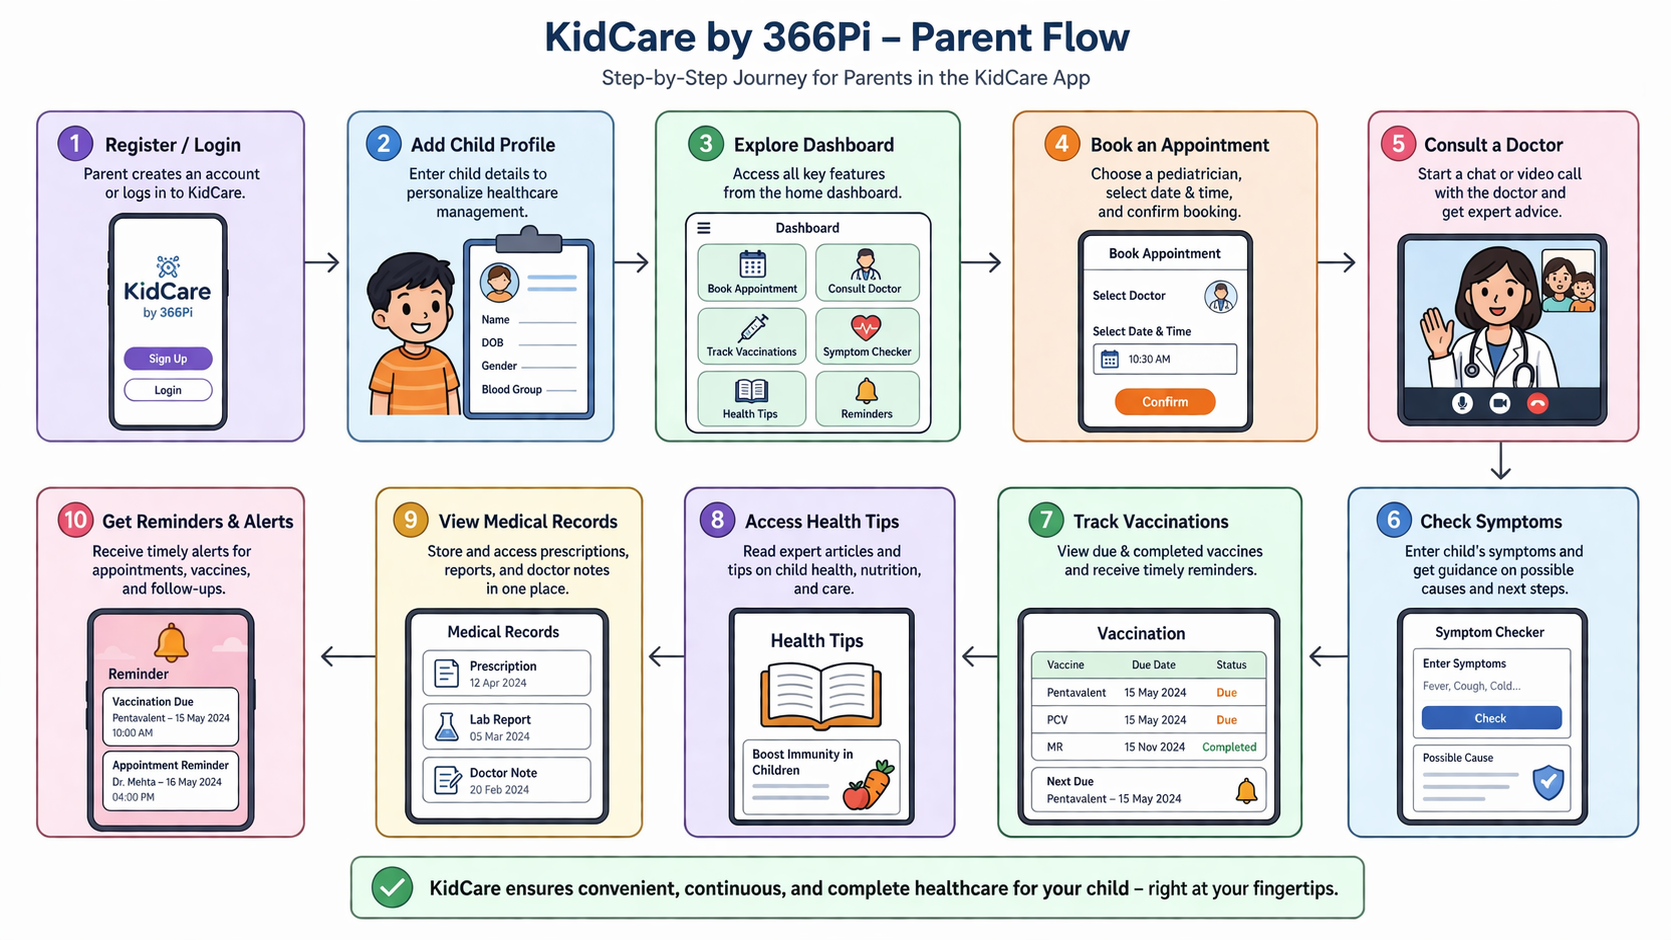 KidCare by 366Pi – Parent Flow
Step-by-Step Journey for Parents in the KidCare App
1
Register / Login
Parent creates an account
or logs in to KidCare.
KidCare
by 366Pi
Sign Up
Login
2
Add Child Profile
Enter child details to
personalize healthcare
management.
Name
DOB
Gender
Blood Group
3
Explore Dashboard
Access all key features
from the home dashboard.
Dashboard
Book Appointment
Consult Doctor
Track Vaccinations
Symptom Checker
Health Tips
Reminders
4
Book an Appointment
Choose a pediatrician,
select date & time,
and confirm booking.
Book Appointment
Select Doctor
Select Date & Time
10:30 AM
Confirm
5
Consult a Doctor
Start a chat or video call
with the doctor and
get expert advice.
6
Check Symptoms
Enter child's symptoms and
get guidance on possible
causes and next steps.
Symptom Checker
Enter Symptoms
Fever, Cough, Cold...
Check
Possible Cause
7
Track Vaccinations
View due & completed vaccines
and receive timely reminders.
Vaccination
Vaccine Due Date Status
Pentavalent 15 May 2024 Due
PCV 15 May 2024 Due
MR 15 Nov 2024 Completed
Next Due
Pentavalent – 15 May 2024
8
Access Health Tips
Read expert articles and
tips on child health, nutrition,
and care.
Health Tips
Boost Immunity in
Children
9
View Medical Records
Store and access prescriptions,
reports, and doctor notes
in one place.
Medical Records
Prescription
12 Apr 2024
Lab Report
05 Mar 2024
Doctor Note
20 Feb 2024
10
Get Reminders & Alerts
Receive timely alerts for
appointments, vaccines,
and follow-ups.
Reminder
Vaccination Due
Pentavalent – 15 May 2024
10:00 AM
Appointment Reminder
Dr. Mehta – 16 May 2024
04:00 PM
KidCare ensures convenient, continuous, and complete healthcare for your child – right at your fingertips.